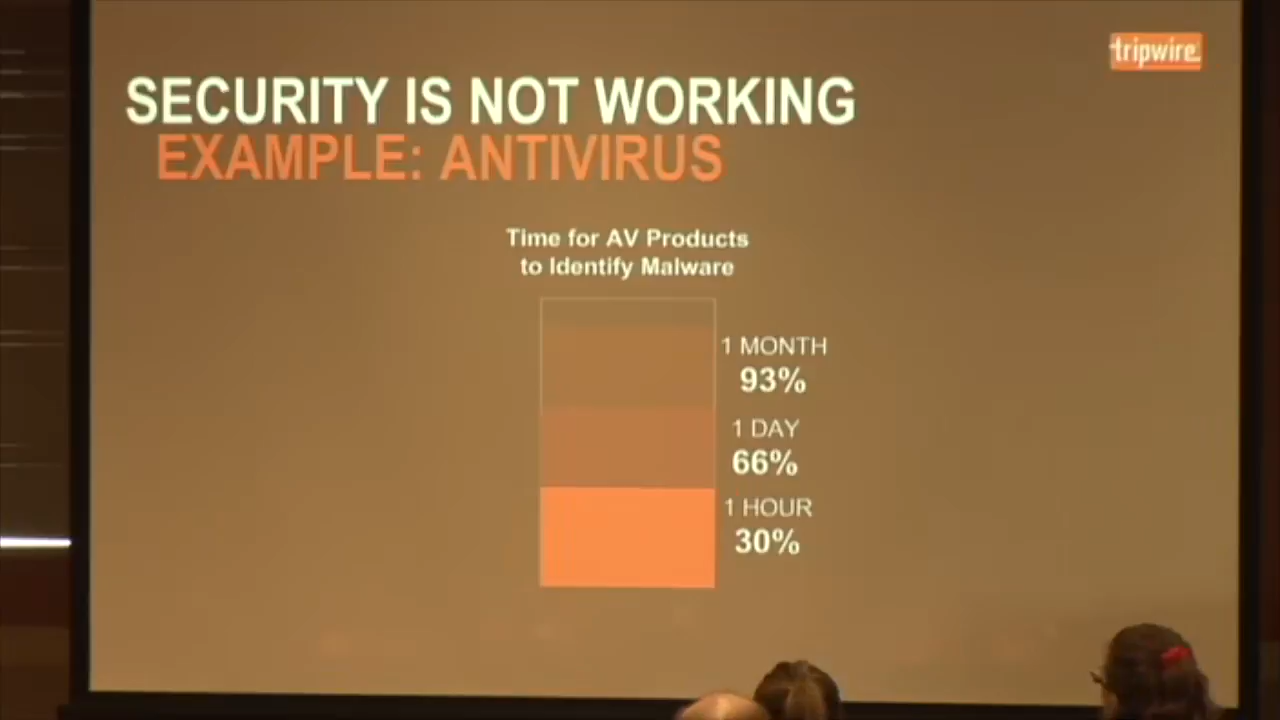 tripwire
SECURITY IS NOT WORKING
EXAMPLE: ANTIVIRUS
Time for AV Products
to Identify Malware
1 MONTH
93%
1 DAY
66%
1 HOUR
30%